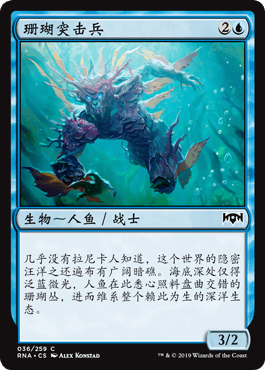 珊瑚突击兵 2
生物～人鱼／战士
几乎没有拉尼卡人知道，这个世界的隐密
汪洋之还遍布有广阔暗礁。海底深处仅得
泛蓝微光，人鱼在此悉心照料盘曲交错的
珊瑚丛，进而维系整个赖此为生的深洋生
态。
3/2
036/259 C
RNA • CS Alex Konstad
™ & © 2019 Wizards of the Coast